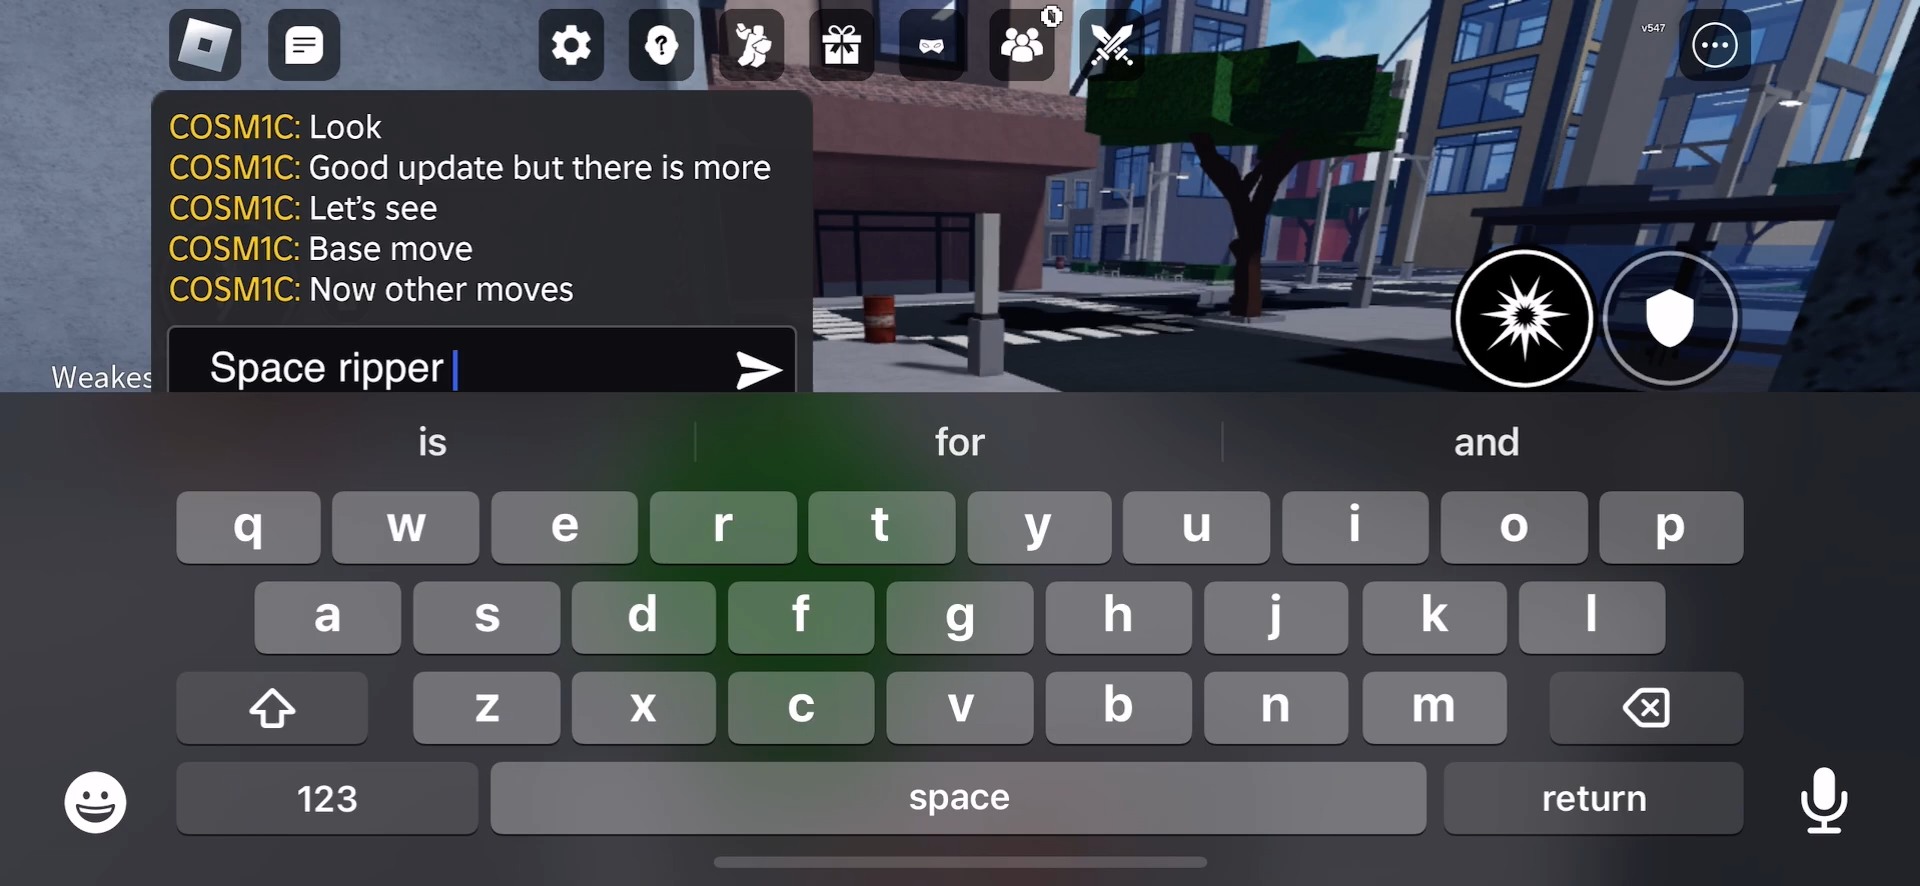 v547
COSM1C: Look
COSM1C: Good update but there is more
COSM1C: Let's see
COSM1C: Base move
COSM1C: Now other moves
Space ripper
Weakes
is for and
q w e r t y u i o p
a s d f g h j k l
z x c v b n m
123 space return